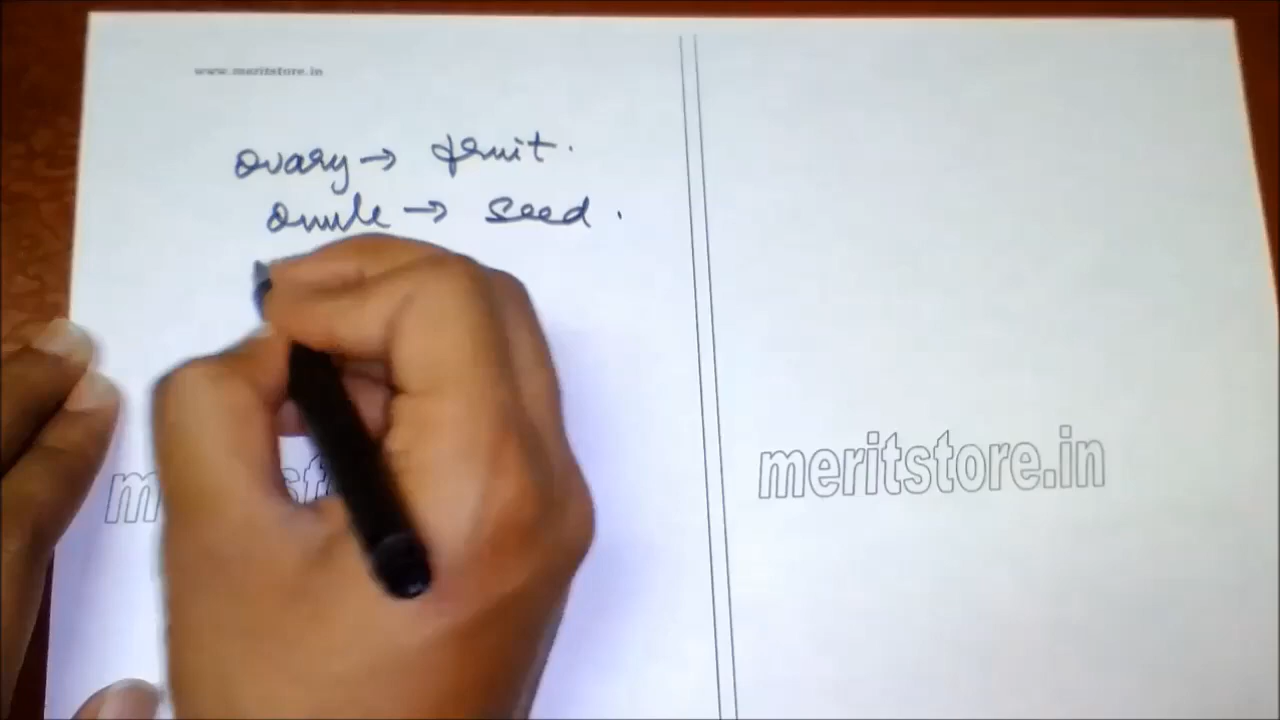 www.meritstore.in
ovary → fruit.
ovule → seed.
meritstore.in